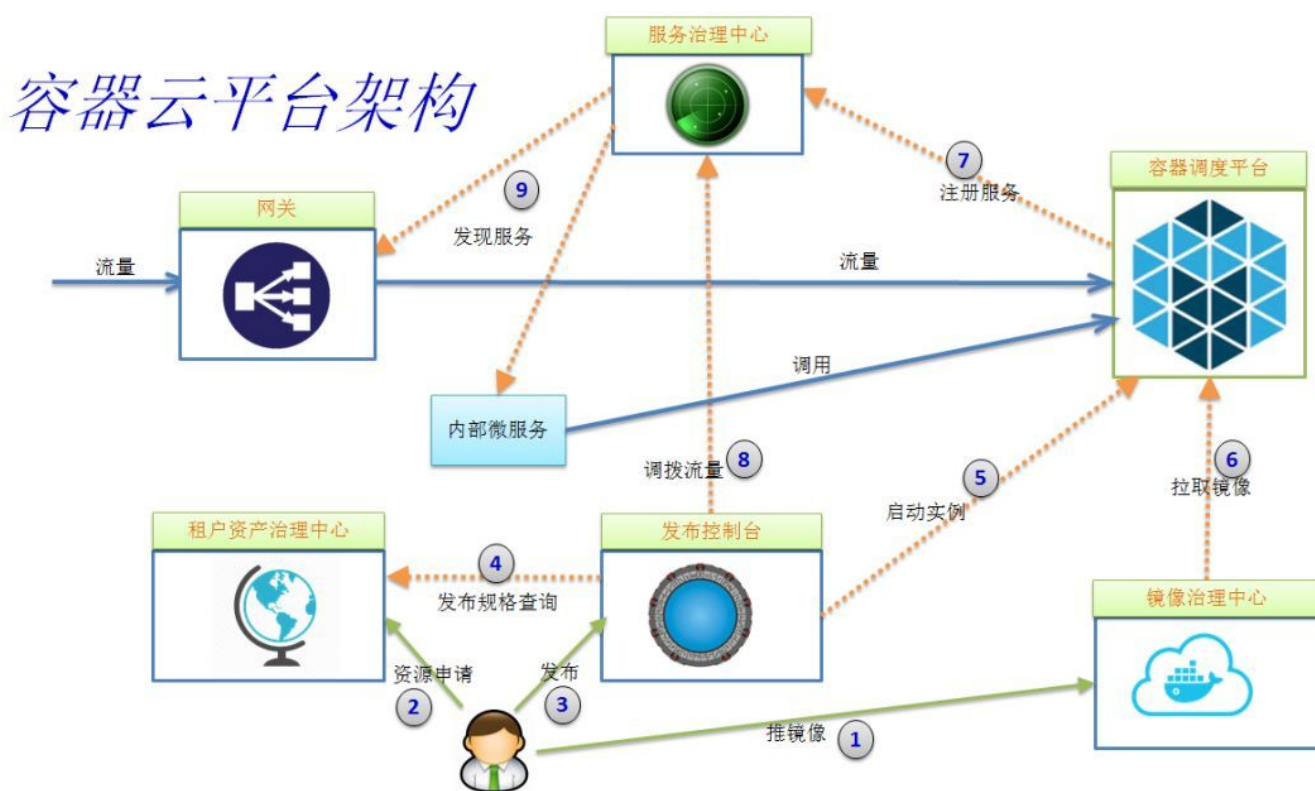 服务治理中心
容器云平台架构
7
注册服务
容器调度平台
9
发现服务
网关
流量
流量
调用
内部微服务
调拨流量
8
5
启动实例
6
拉取镜像
租户资产治理中心
发布控制台
4
发布规格查询
镜像治理中心
资源申请
2
发布
3
推镜像
1